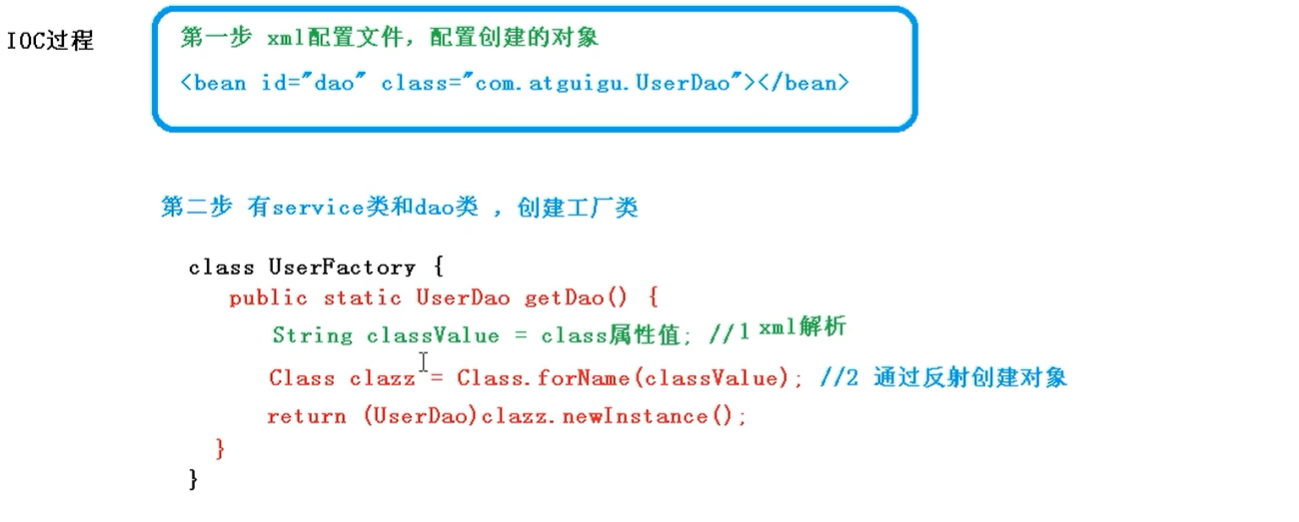 IOC过程
第一步 xml配置文件，配置创建的对象
<bean id="dao" class="com.atguigu.UserDao"></bean>
第二步 有service类和dao类 ，创建工厂类
class UserFactory {
public static UserDao getDao() {
String classValue = class属性值; //1 xml解析
Class clazz = Class.forName(classValue); //2 通过反射创建对象
return (UserDao)clazz.newInstance();
}
}